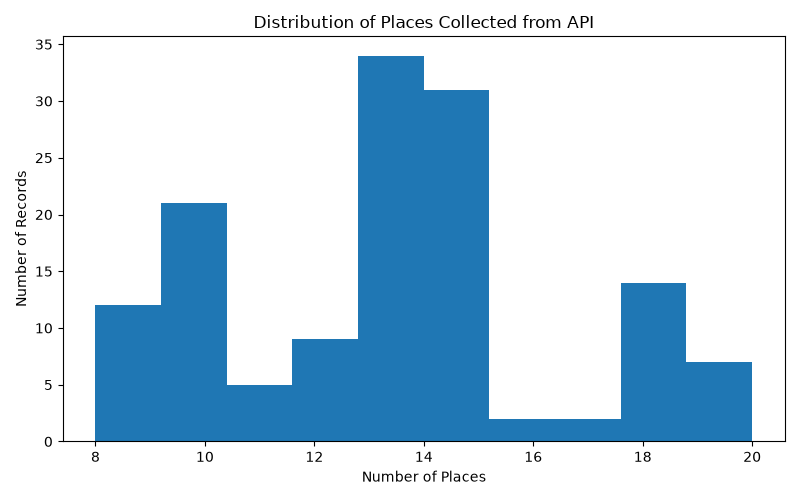 Distribution of Places Collected from API
Number of Records
35
30
25
20
15
10
5
0
8 10 12 14 16 18 20
Number of Places